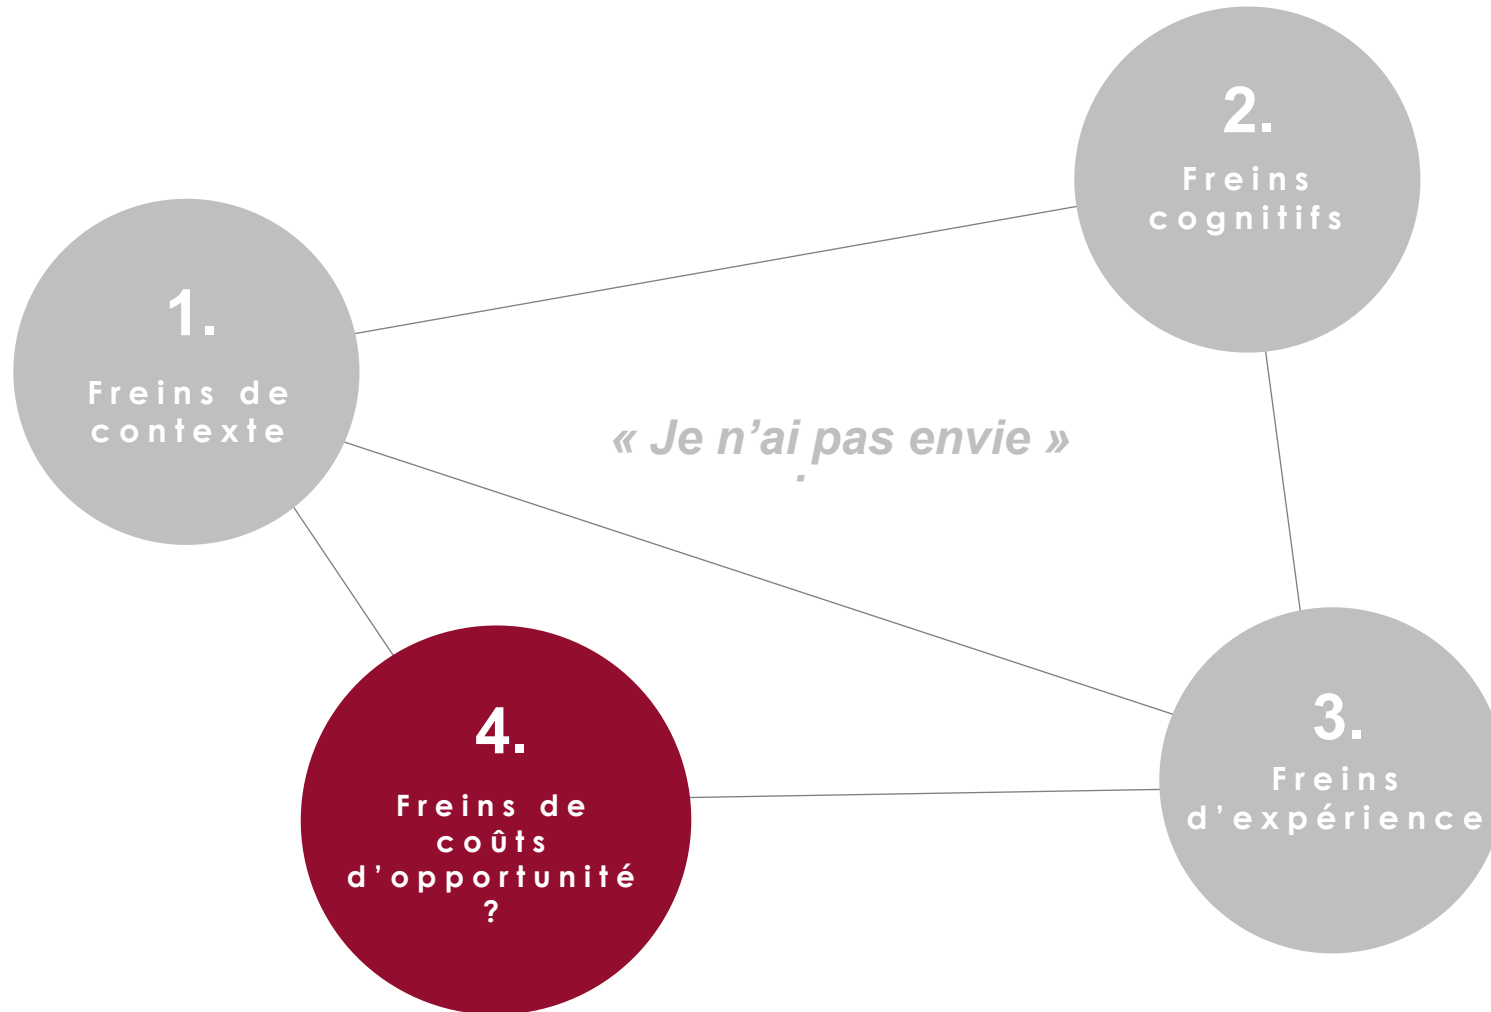 1.
Freins de
contexte
2.
Freins
cognitifs
« Je n’ai pas envie »
.
3.
Freins
d’expérience
4.
Freins de
coûts
d’opportunité
?